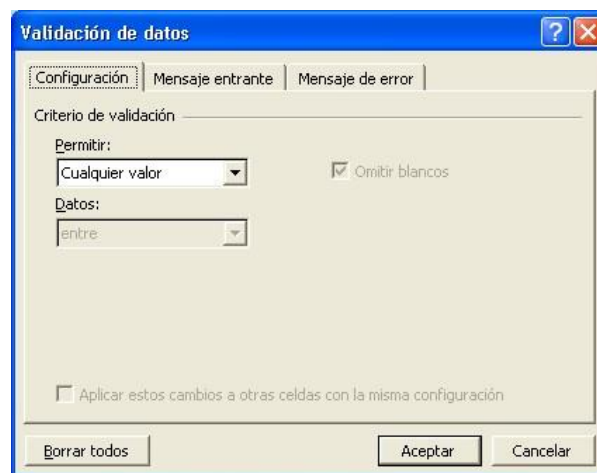 Validación de datos
Configuración Mensaje entrante Mensaje de error
Criterio de validación
Permitir:
Cualquier valor Omitir blancos
Datos:
entre
Aplicar estos cambios a otras celdas con la misma configuración
Borrar todos Aceptar Cancelar